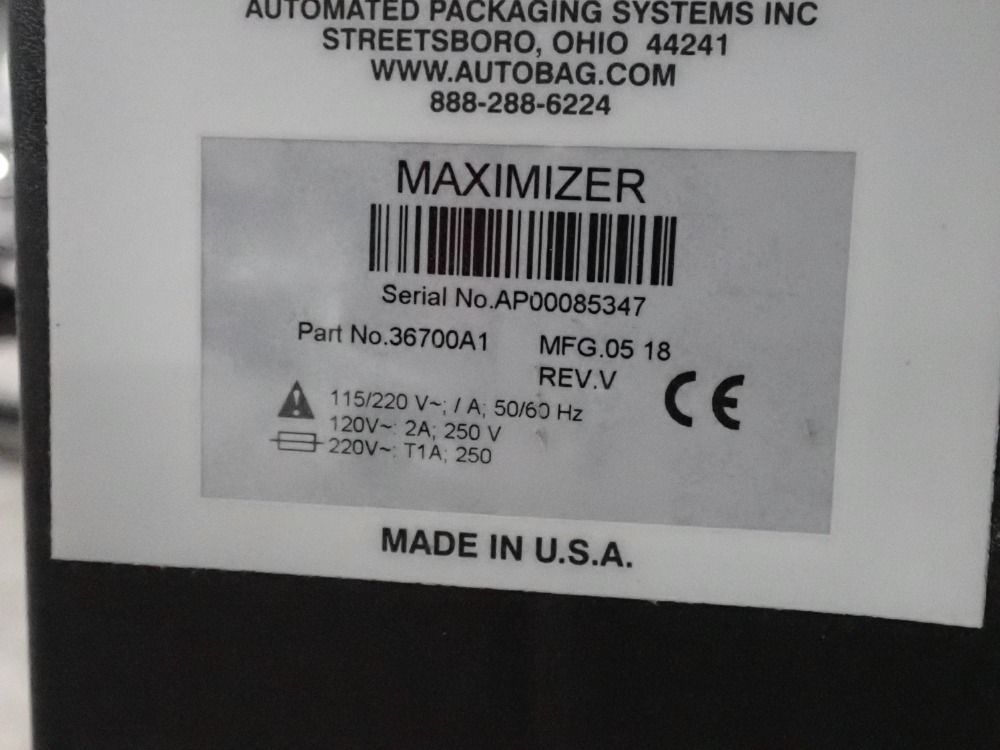 AUTOMATED PACKAGING SYSTEMS INC
STREETSBORO, OHIO 44241
WWW.AUTOBAG.COM
888-288-6224
MAXIMIZER
Serial No.AP00085347
Part No.36700A1 MFG.05 18
REV.V
CE
115/220 V~; / A; 50/60 Hz
120V~: 2A; 250 V
220V~: T1A; 250
MADE IN U.S.A.